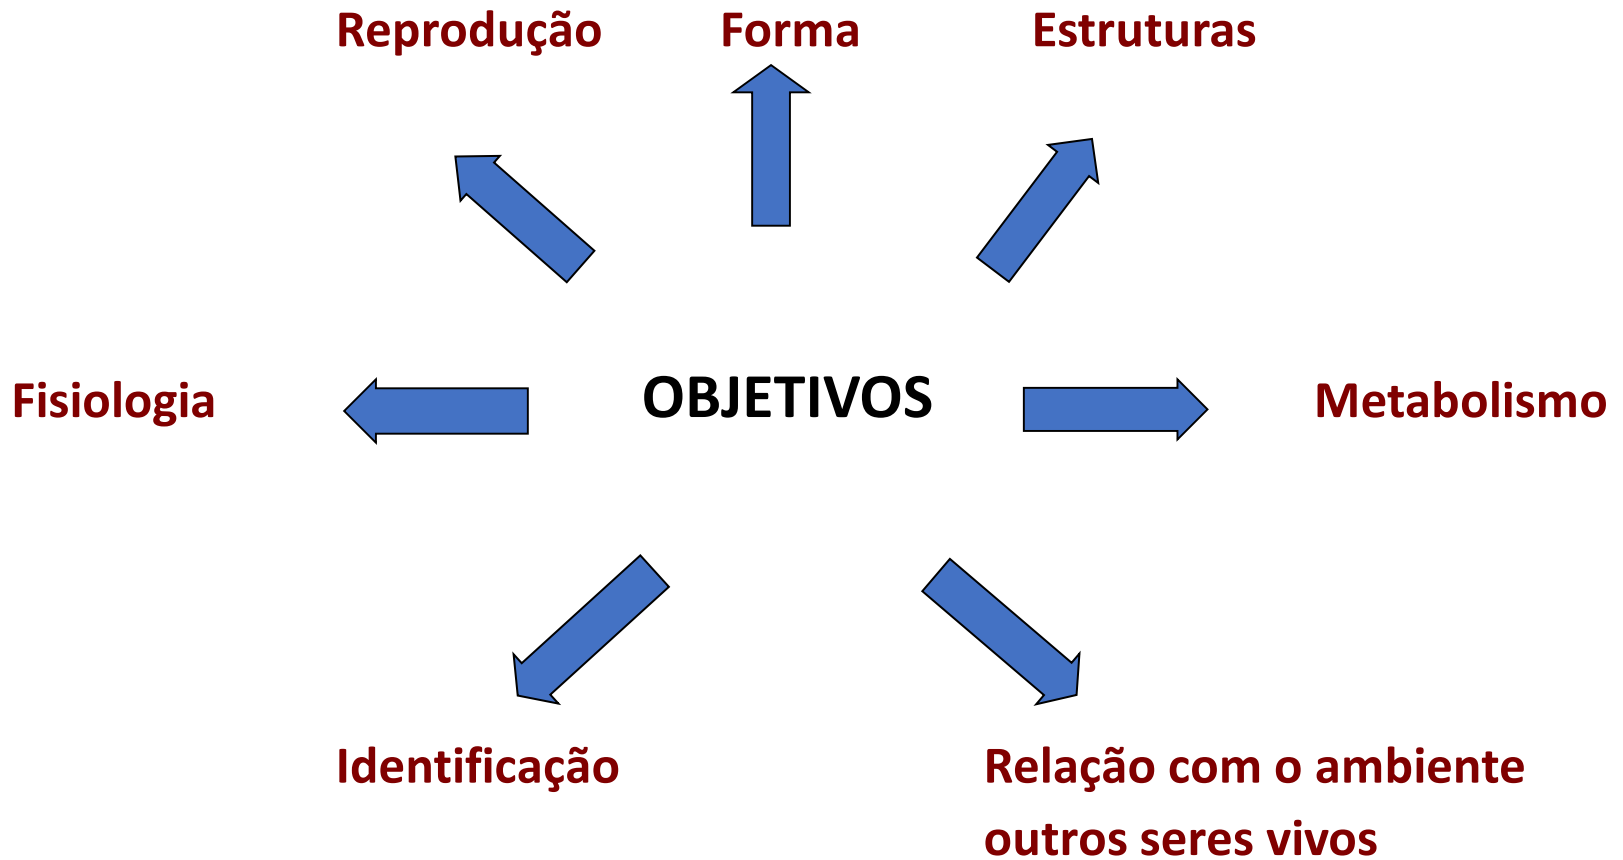 Reprodução Forma Estruturas
Fisiologia OBJETIVOS Metabolismo
Identificação Relação com o ambiente
outros seres vivos